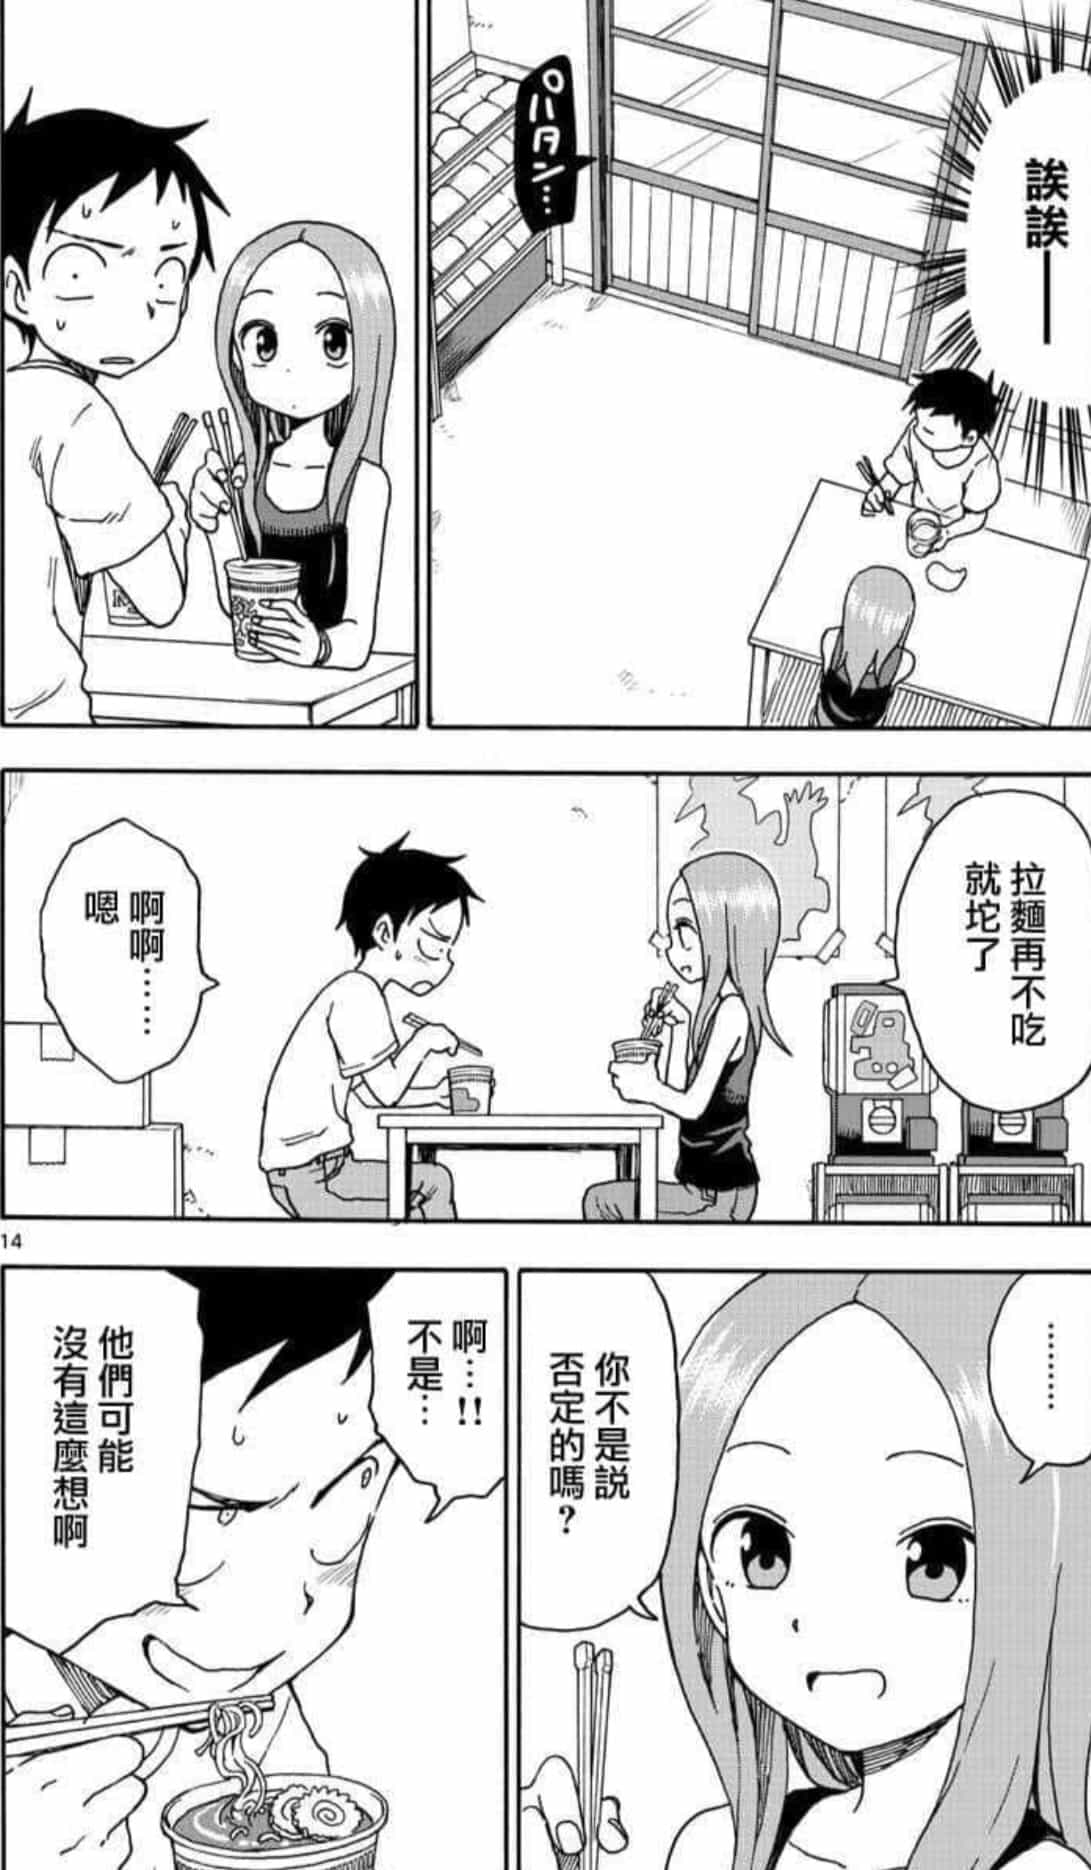 誒誒——
パタン…
拉麵再不吃
就坨了
啊啊……
嗯
………
你不是説
否定的嗎？
啊…!!
不是…
他們可能
沒有這麼想啊
14